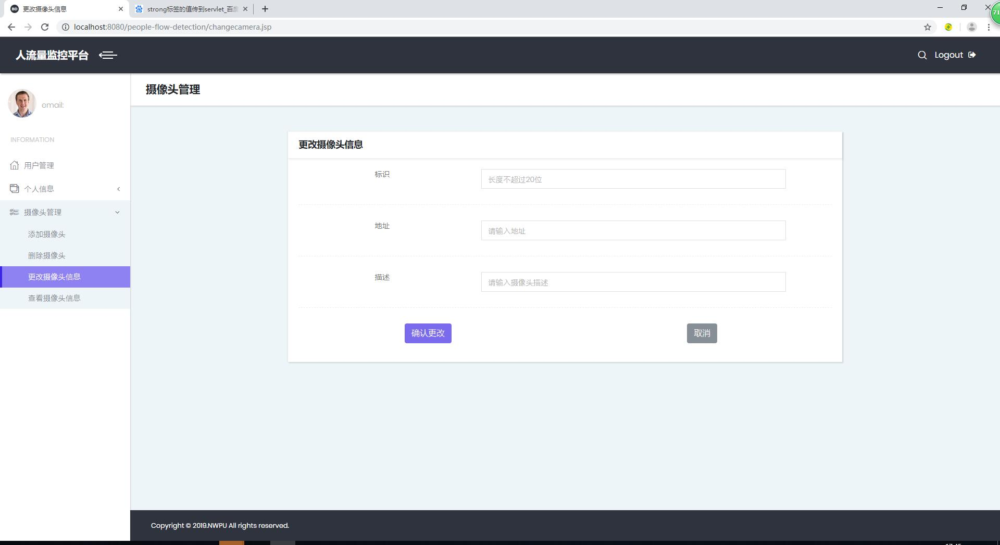 更改摄像头信息
strong标签的值传到servlet_百度
localhost:8080/people-flow-detection/changecamera.jsp
71
人流量监控平台
Logout
摄像头管理
email:
INFORMATION
用户管理
个人信息
摄像头管理
添加摄像头
删除摄像头
更改摄像头信息
查看摄像头信息
更改摄像头信息
标识
长度不超过20位
地址
请输入地址
描述
请输入摄像头描述
确认更改
取消
Copyright © 2019.NWPU All rights reserved.